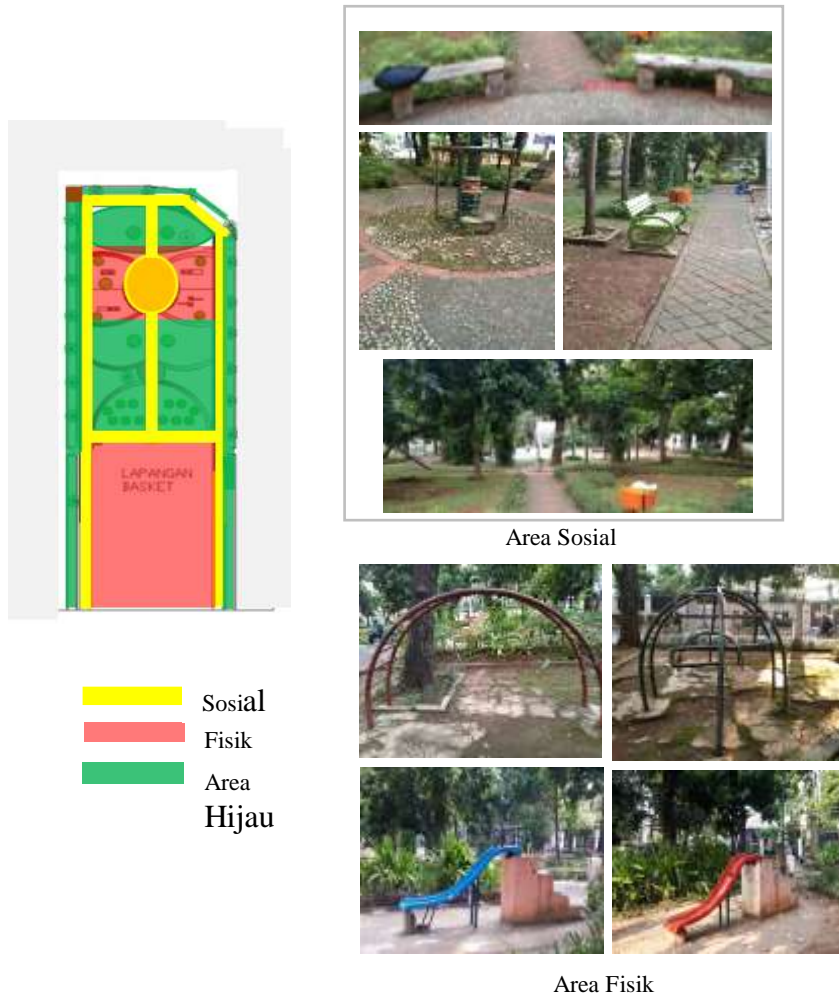 LAPANGAN
BASKET
Sosial
Fisik
Area
Hijau
Area Sosial
Area Fisik